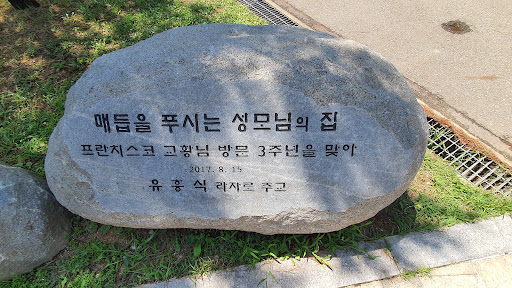 매듭을 푸시는 성모님의 집
프란치스코 교황님 방문 3주년을 맞아
2017. 8. 15
유흥식 라자로 주교